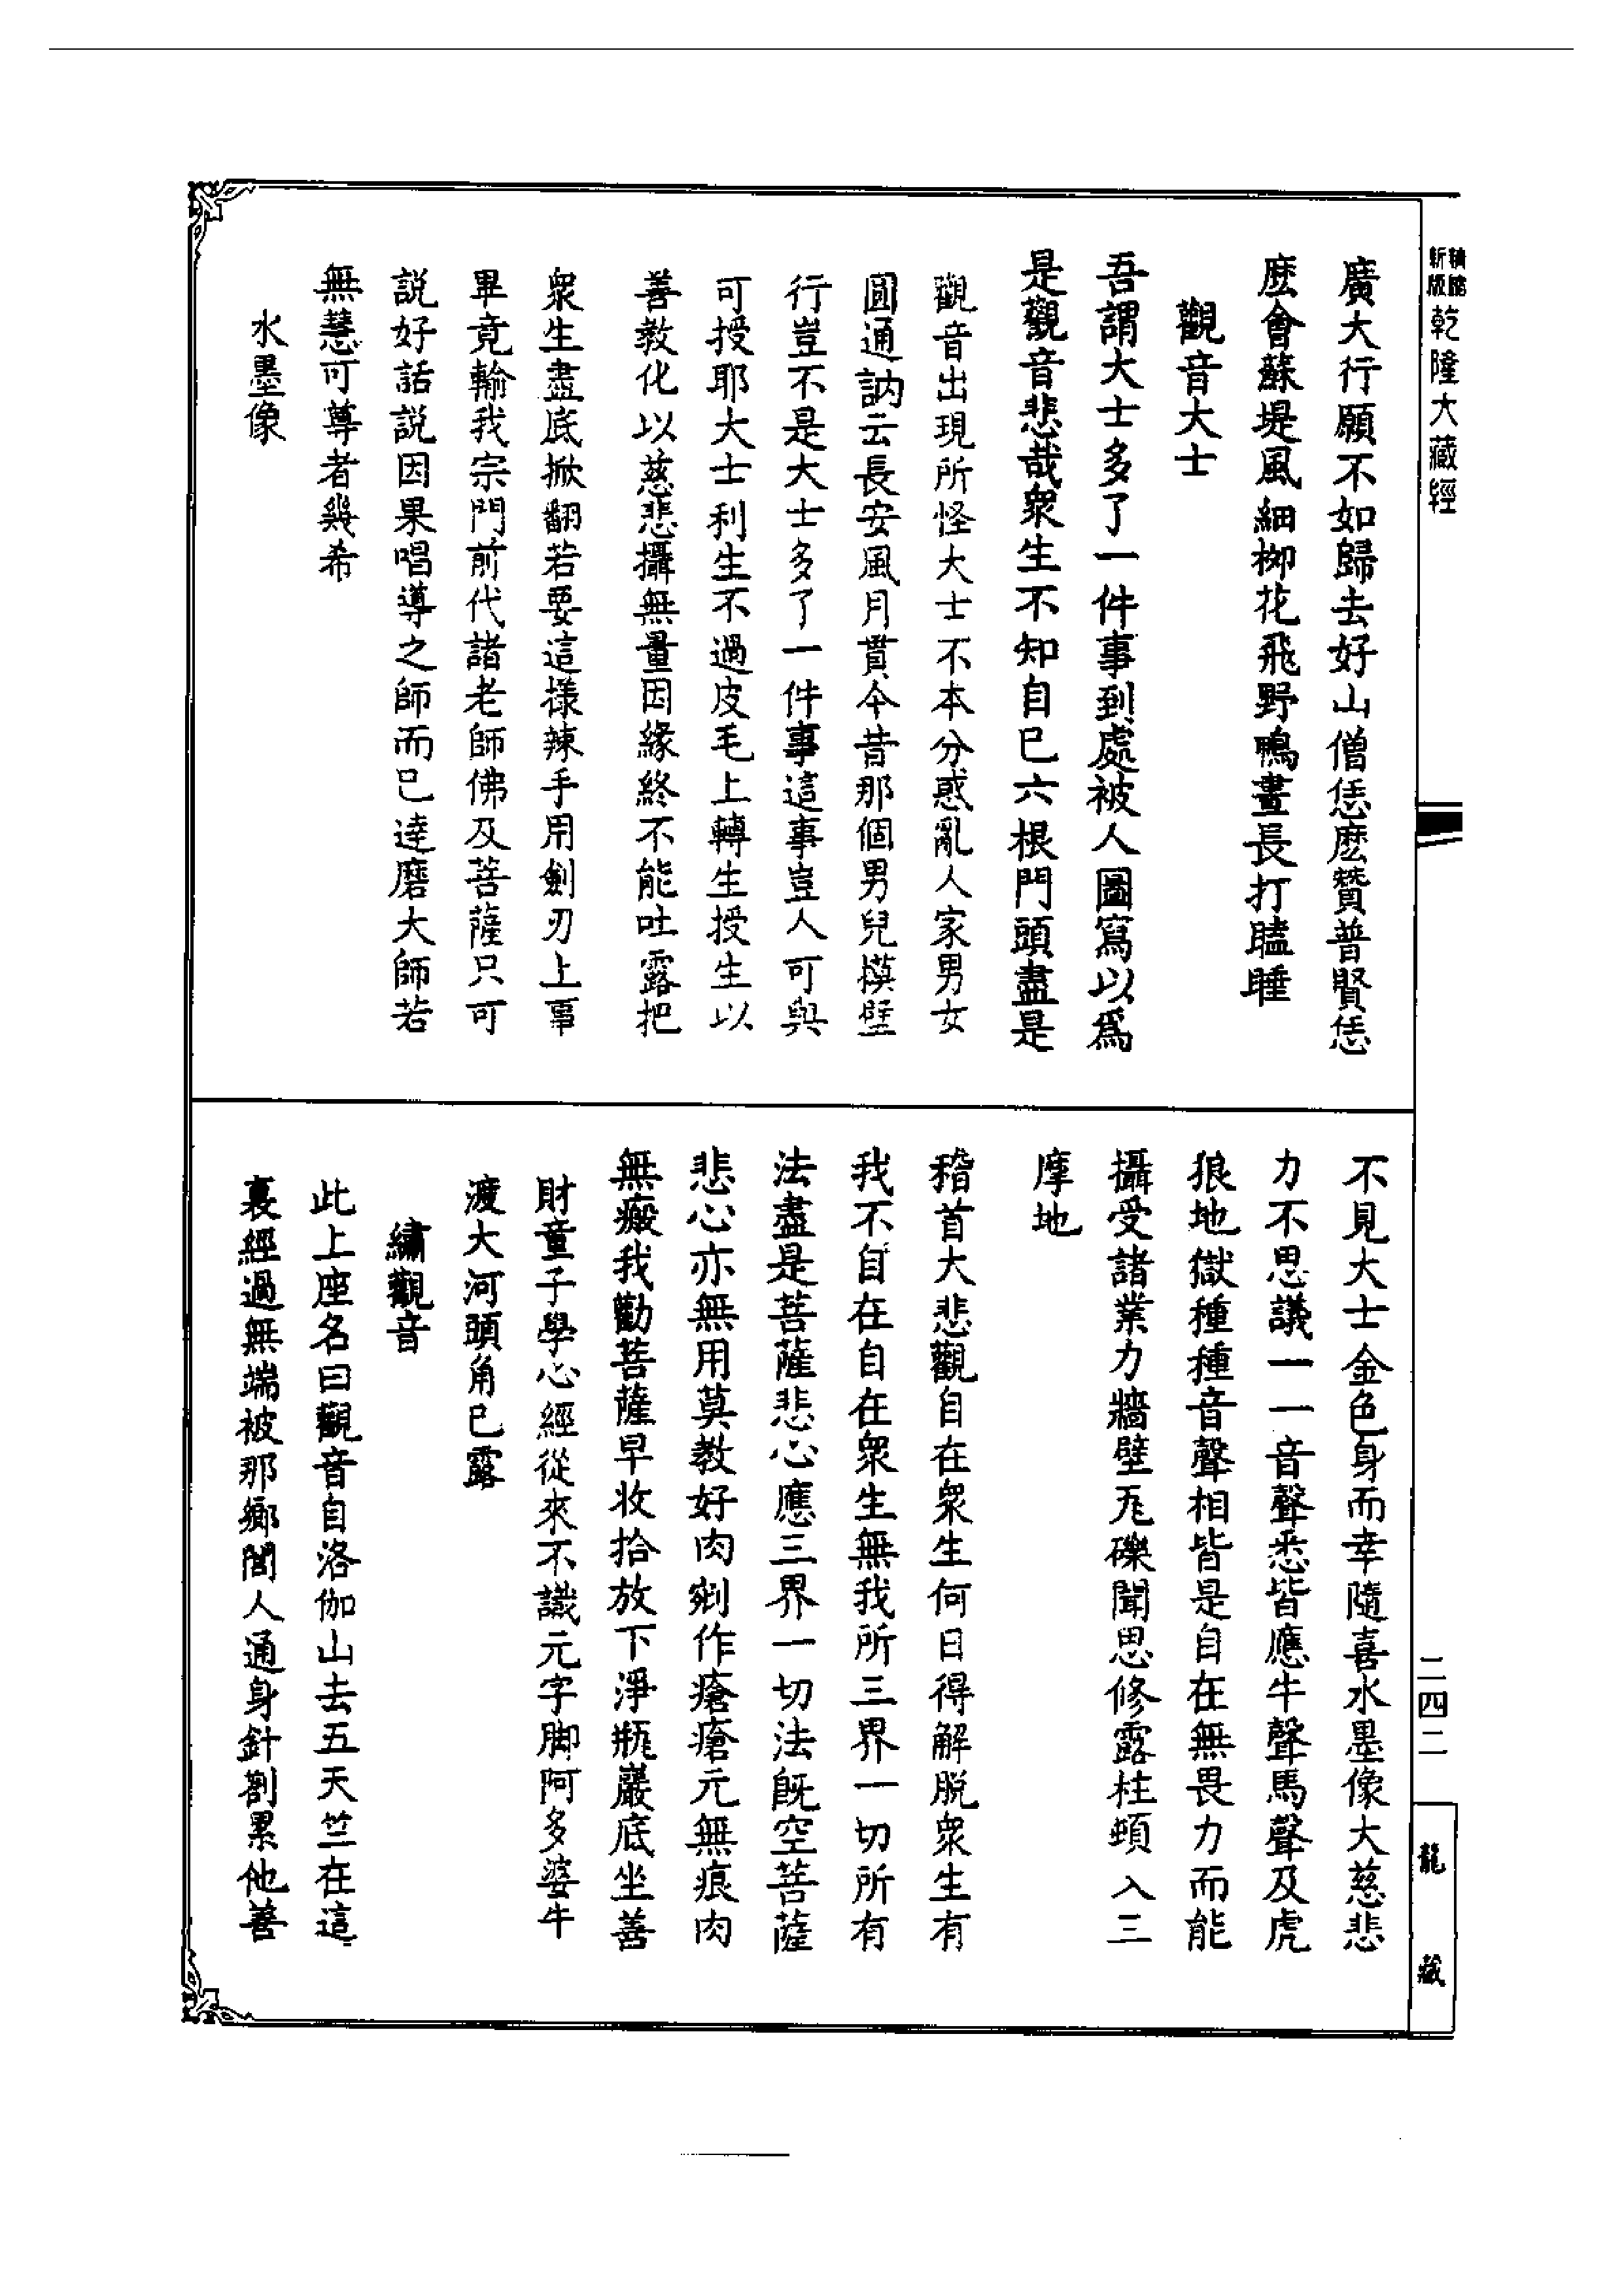 新版
精縮
乾隆大藏經
廣大行願不如歸去好山僧恁麽贊普賢恁
麽會蘇堤風細栁花飛野鴨晝長打瞌睡
觀音大士
吾謂大士多了一件事到處被人圖寫以爲
是觀音悲哉衆生不知自已六根門頭盡是
觀音出現所怪大士不本分惑亂人家男女
圓通訥云長安風月貫今昔那個男兒摸壁
行豈不是大士多了一件事這事豈人可與
可授耶大士利生不過皮毛上轉生授生以
善教化以慈悲攝無量因緣終不能吐露把
衆生盡底掀翻若要這樣辣手用劍刃上事
畢竟輸我宗門前代諸老師佛及菩薩只可
説好話説因果唱導之師而已達磨大師若
無慧可尊者幾希
水墨像
不見大士金色身而幸隨喜水墨像大慈悲
力不思議一一音聲悉皆應牛聲馬聲及虎
狼地獄種種音聲相皆是自在無畏力而能
攝受諸業力牆壁瓦礫聞思修露柱頓入三
摩地
稽首大悲觀自在衆生何日得解脱衆生有
我不自在自在衆生無我所三界一切所有
法盡是菩薩悲心應三界一切法既空菩薩
悲心亦無用莫教好肉剜作瘡瘡元無痕肉
無瘢我勸菩薩早收拾放下淨瓶巖底坐善
財童子學心經從來不識元字脚阿多婆牛
渡大河頭角已露
繡觀音
此上座名曰觀音自洛伽山去五天竺在這
裏經過無端被那鄉閭人通身針劄累他善
二四二
龍藏